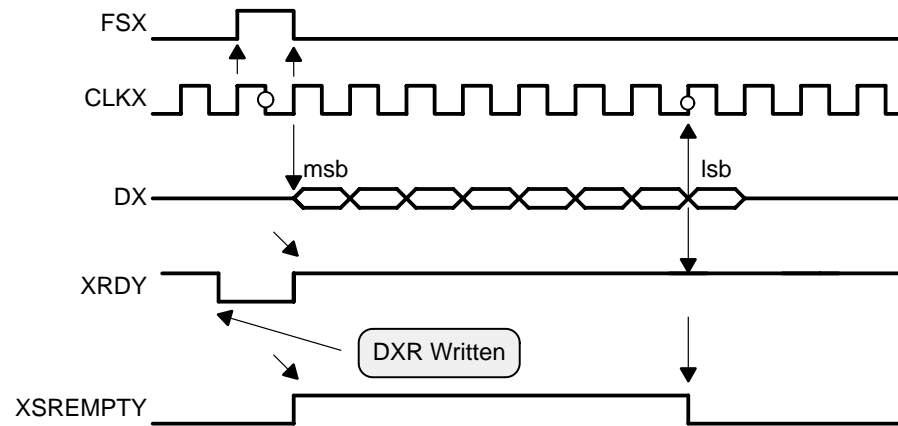 FSX
CLKX
msb
lsb
DX
XRDY
DXR Written
XSREMPTY